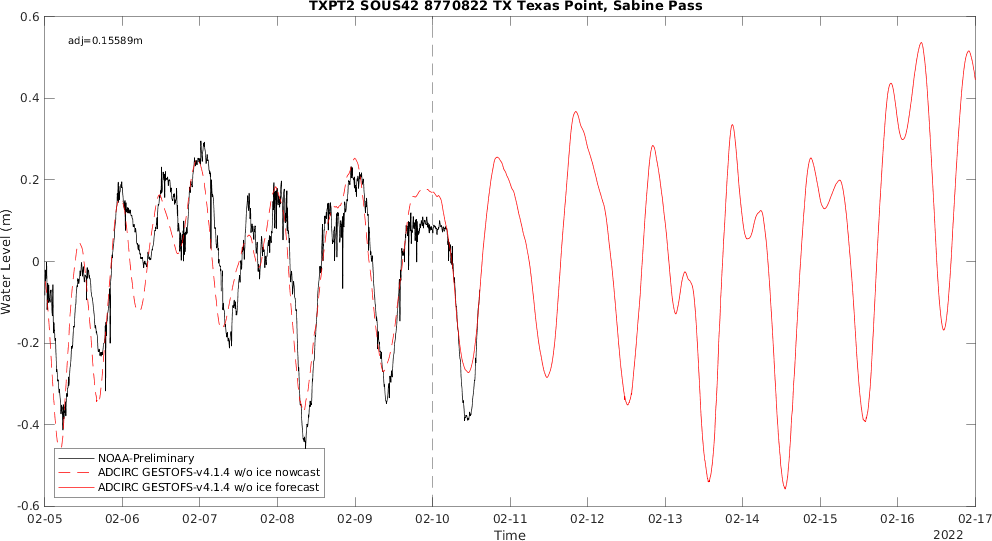 TXPT2 SOUS42 8770822 TX Texas Point, Sabine Pass
0.6
adj=0.15589m
0.4
0.2
0
-0.2
-0.4
-0.6
Water Level (m)
NOAA-Preliminary
ADCIRC GESTOFS-v4.1.4 w/o ice nowcast
ADCIRC GESTOFS-v4.1.4 w/o ice forecast
02-05 02-06 02-07 02-08 02-09 02-10 02-11 02-12 02-13 02-14 02-15 02-16 02-17
Time
2022